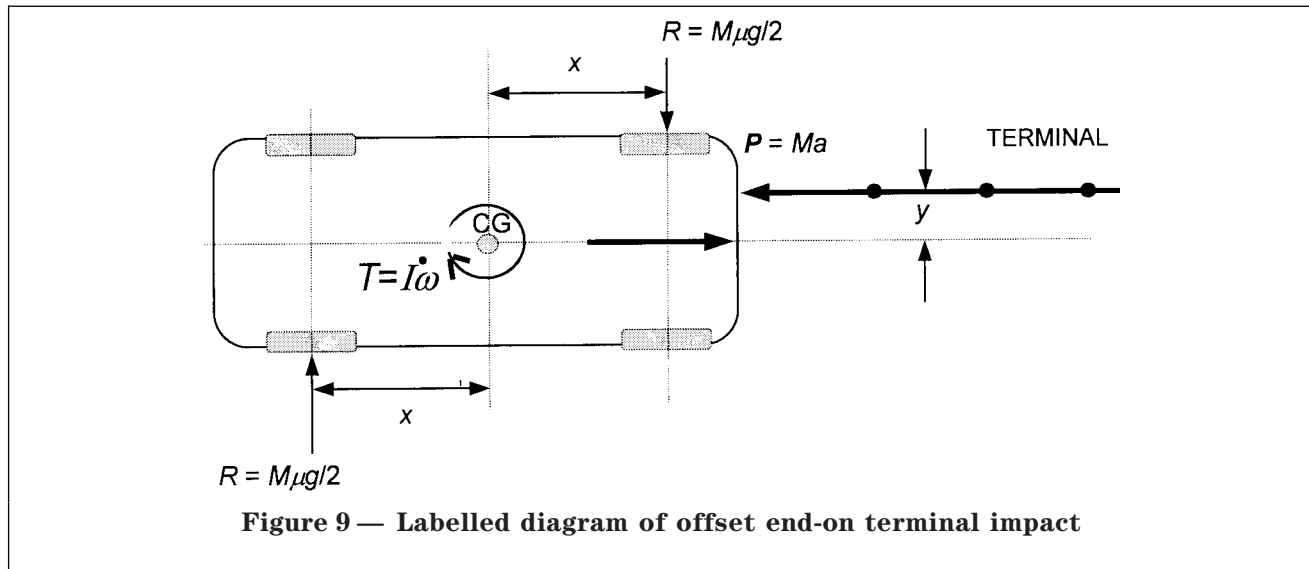 R = Mμg/2
x
P = Ma
TERMINAL
y
CG
T=Iω̇
x
R = Mμg/2
Figure 9 — Labelled diagram of offset end-on terminal impact